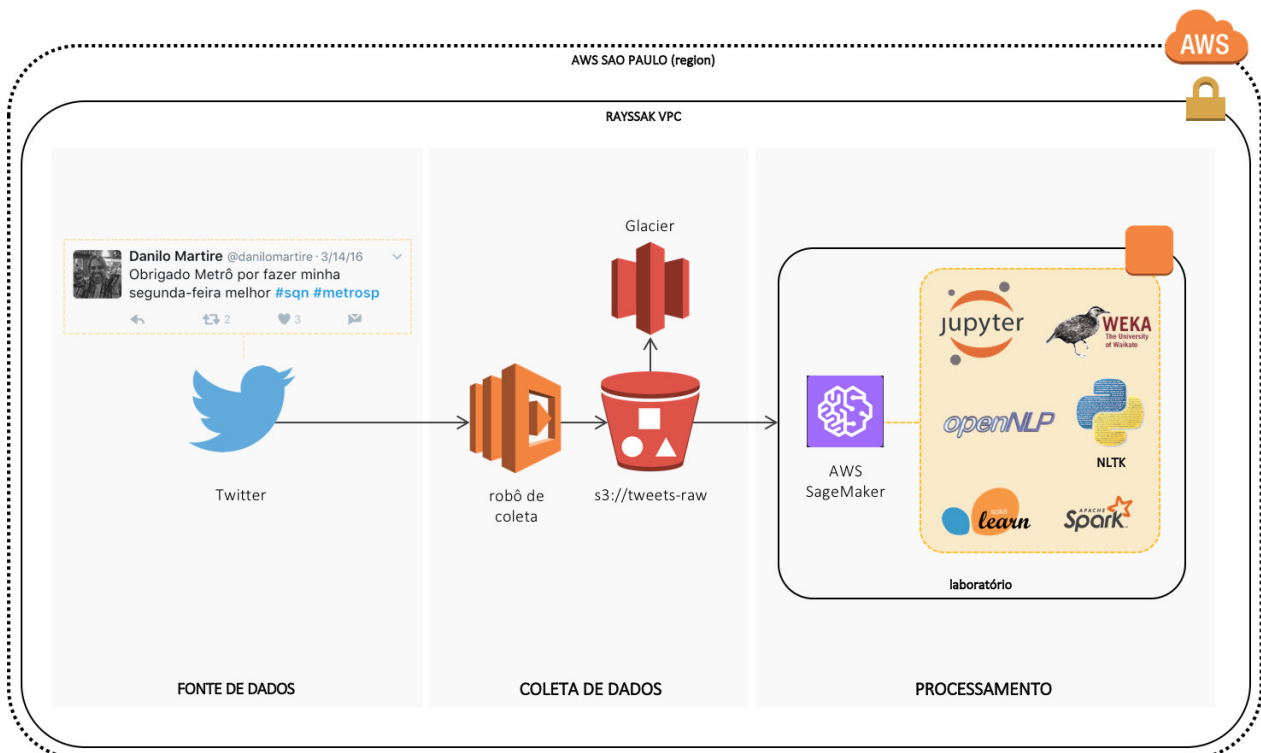 AWS
AWS SAO PAULO (region)
RAYSSAK VPC
Danilo Martire @danilomartire · 3/14/16
Obrigado Metrô por fazer minha
segunda-feira melhor #sqn #metrosp
2
3
Twitter
Glacier
robô de
coleta
s3://tweets-raw
AWS
SageMaker
jupyter
WEKA
The University
of Waikato
openNLP
NLTK
scikit
learn
APACHE
Spark
laboratório
FONTE DE DADOS
COLETA DE DADOS
PROCESSAMENTO